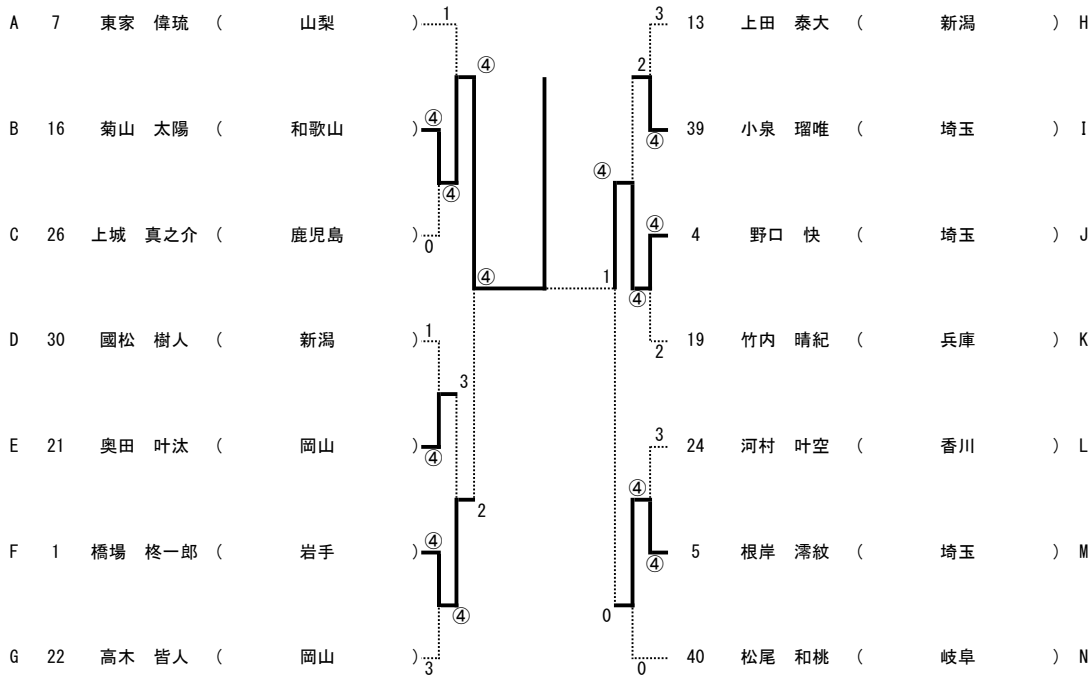 A 7 東家 偉琉 （ 山梨 ） 1
3 13 上田 泰大 （ 新潟 ） H
④ 2
B 16 菊山 太陽 （ 和歌山 ） ④
④ 39 小泉 瑠唯 （ 埼玉 ） I
④ ④
C 26 上城 真之介 （ 鹿児島 ） 0
④ 4 野口 快 （ 埼玉 ） J
④ 1 ④
D 30 國松 樹人 （ 新潟 ） 1
2 19 竹内 晴紀 （ 兵庫 ） K
3
E 21 奥田 叶汰 （ 岡山 ） ④
3 24 河村 叶空 （ 香川 ） L
2 ④
F 1 橋場 柊一郎 （ 岩手 ） ④
④ 5 根岸 澪紋 （ 埼玉 ） M
④ 0
G 22 高木 皆人 （ 岡山 ） 3
0 40 松尾 和桃 （ 岐阜 ） N